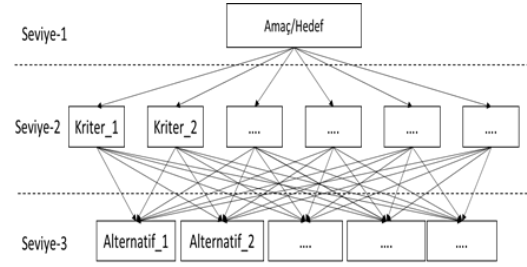 Seviye-1
Amaç/Hedef
Seviye-2
Kriter_1
Kriter_2
....
....
....
....
Seviye-3
Alternatif_1
Alternatif_2
....
....
....